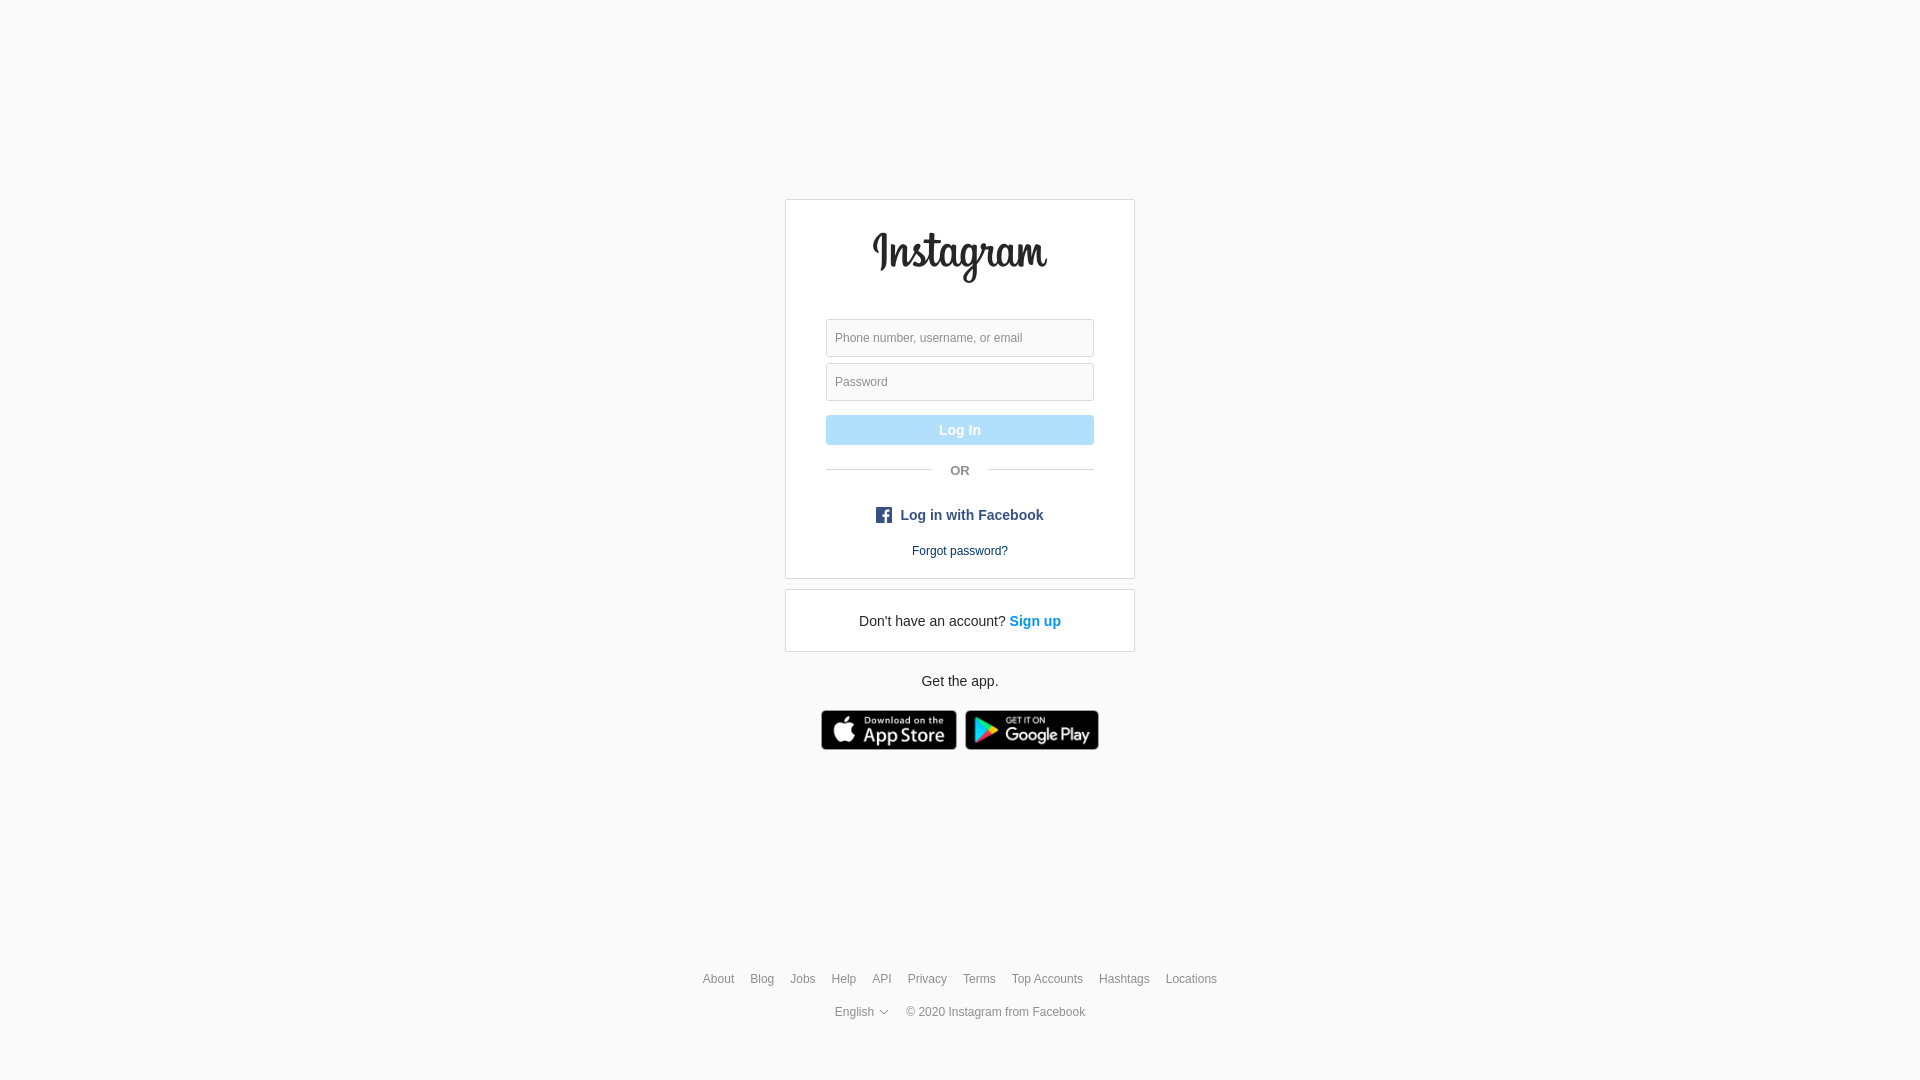 Instagram
Phone number, username, or email
Password
Log In
OR
Log in with Facebook
Forgot password?
Don't have an account? Sign up
Get the app.
Download on the
App Store
GET IT ON
Google Play
About Blog Jobs Help API Privacy Terms Top Accounts Hashtags Locations
English © 2020 Instagram from Facebook